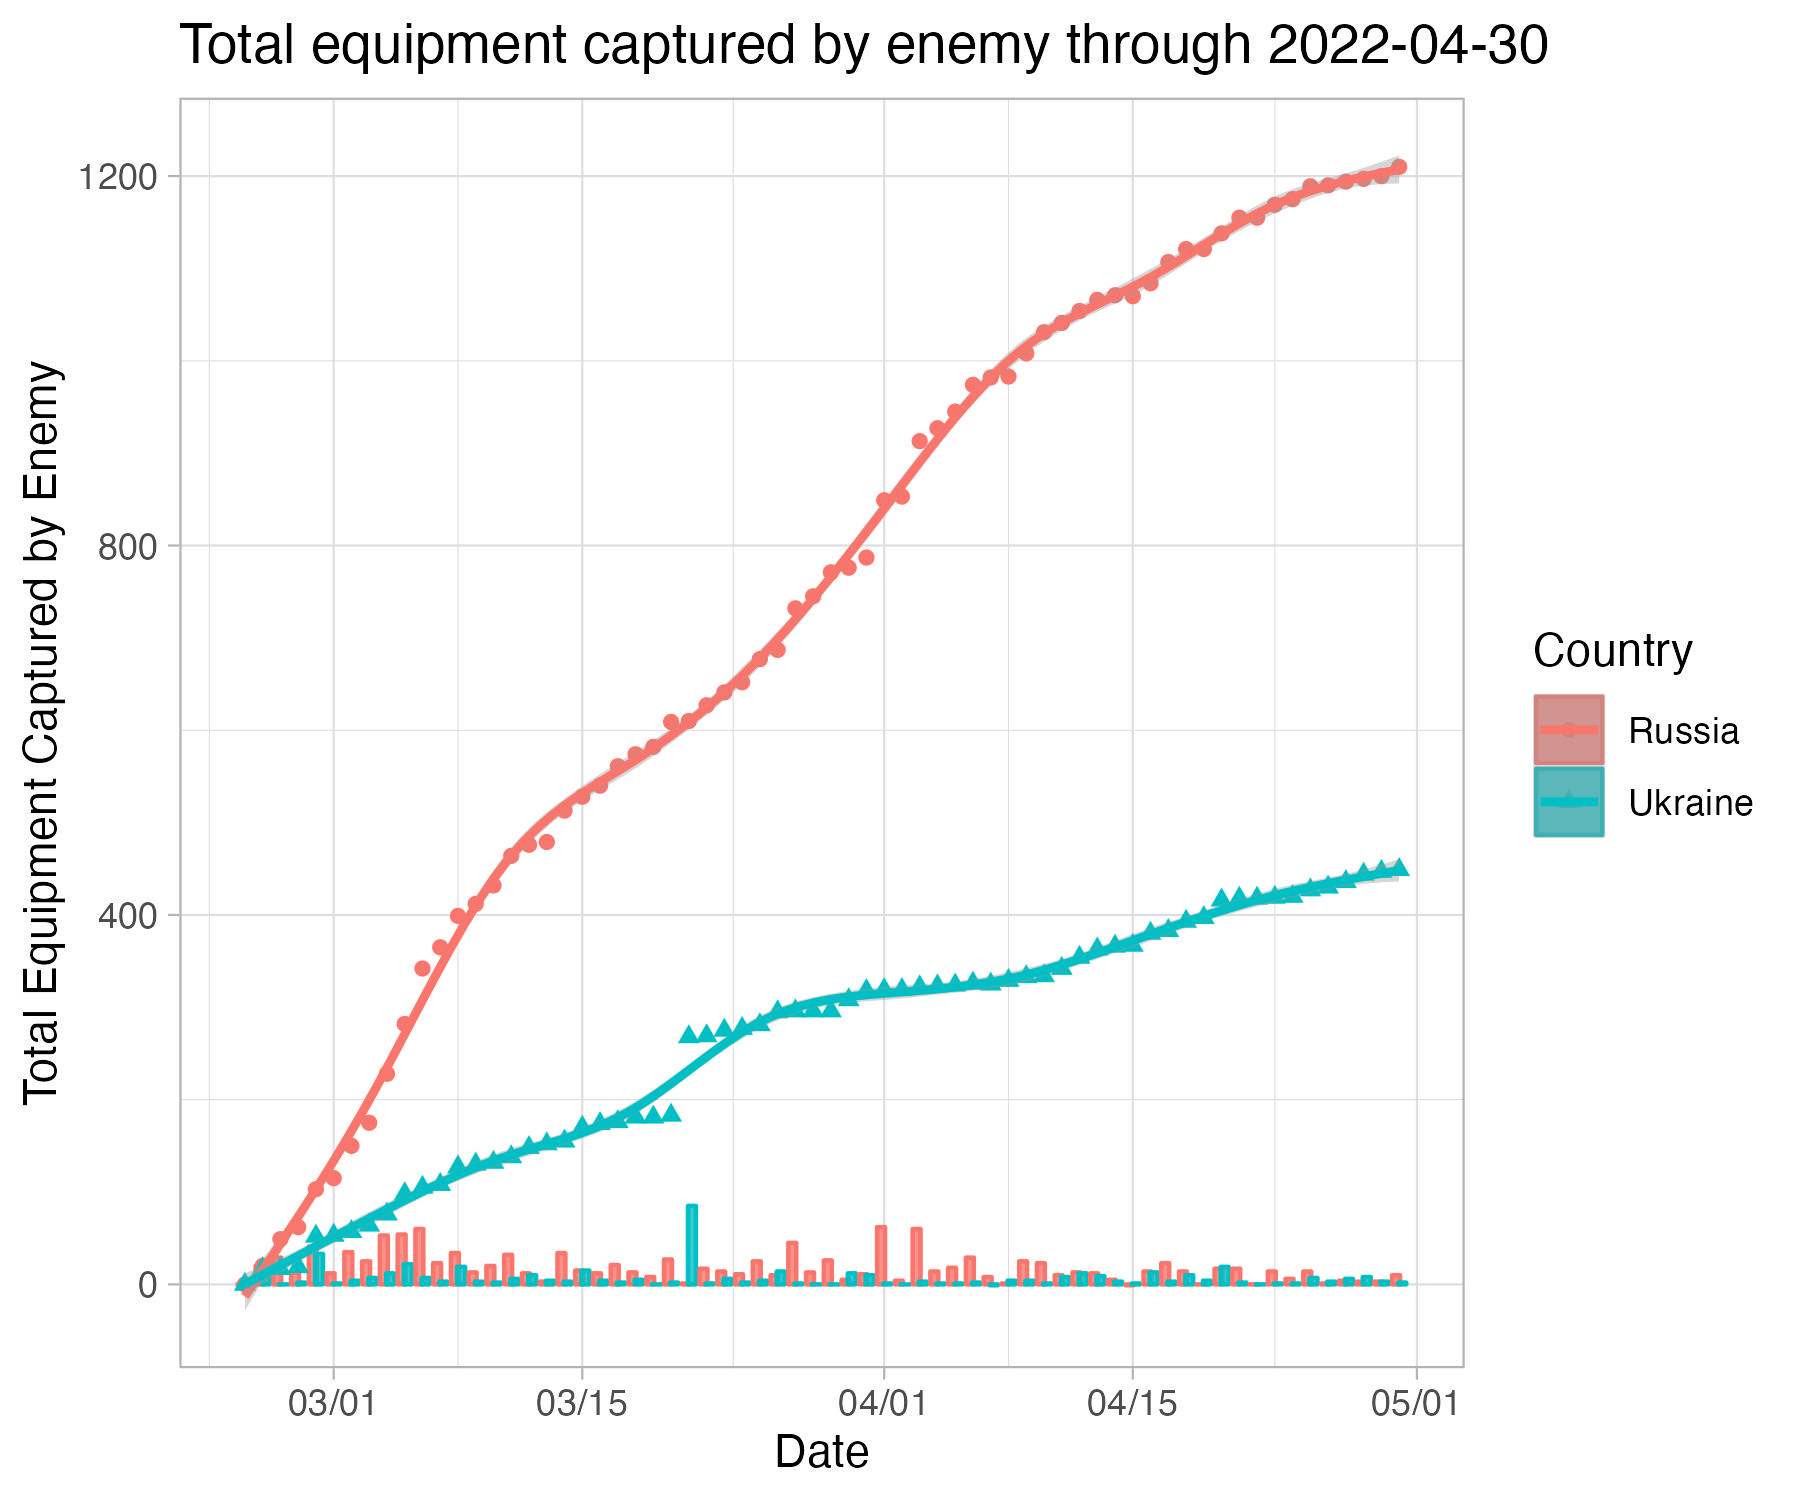 Total equipment captured by enemy through 2022-04-30
Total Equipment Captured by Enemy
1200
800
400
0
03/01
03/15
04/01
04/15
05/01
Date
Country
Russia
Ukraine